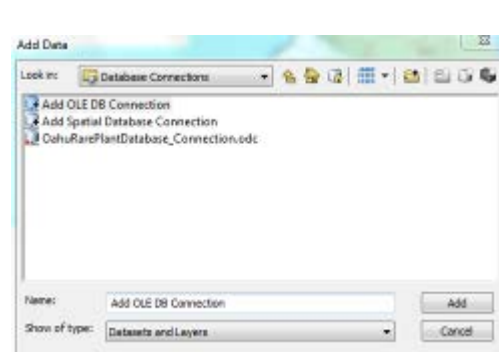 Add Data
Look in: Database Connections
Add OLE DB Connection
Add Spatial Database Connection
OahuRarePlantDatabase_Connection.odc
Name: Add OLE DB Connection Add
Show of type: Datasets and Layers Cancel